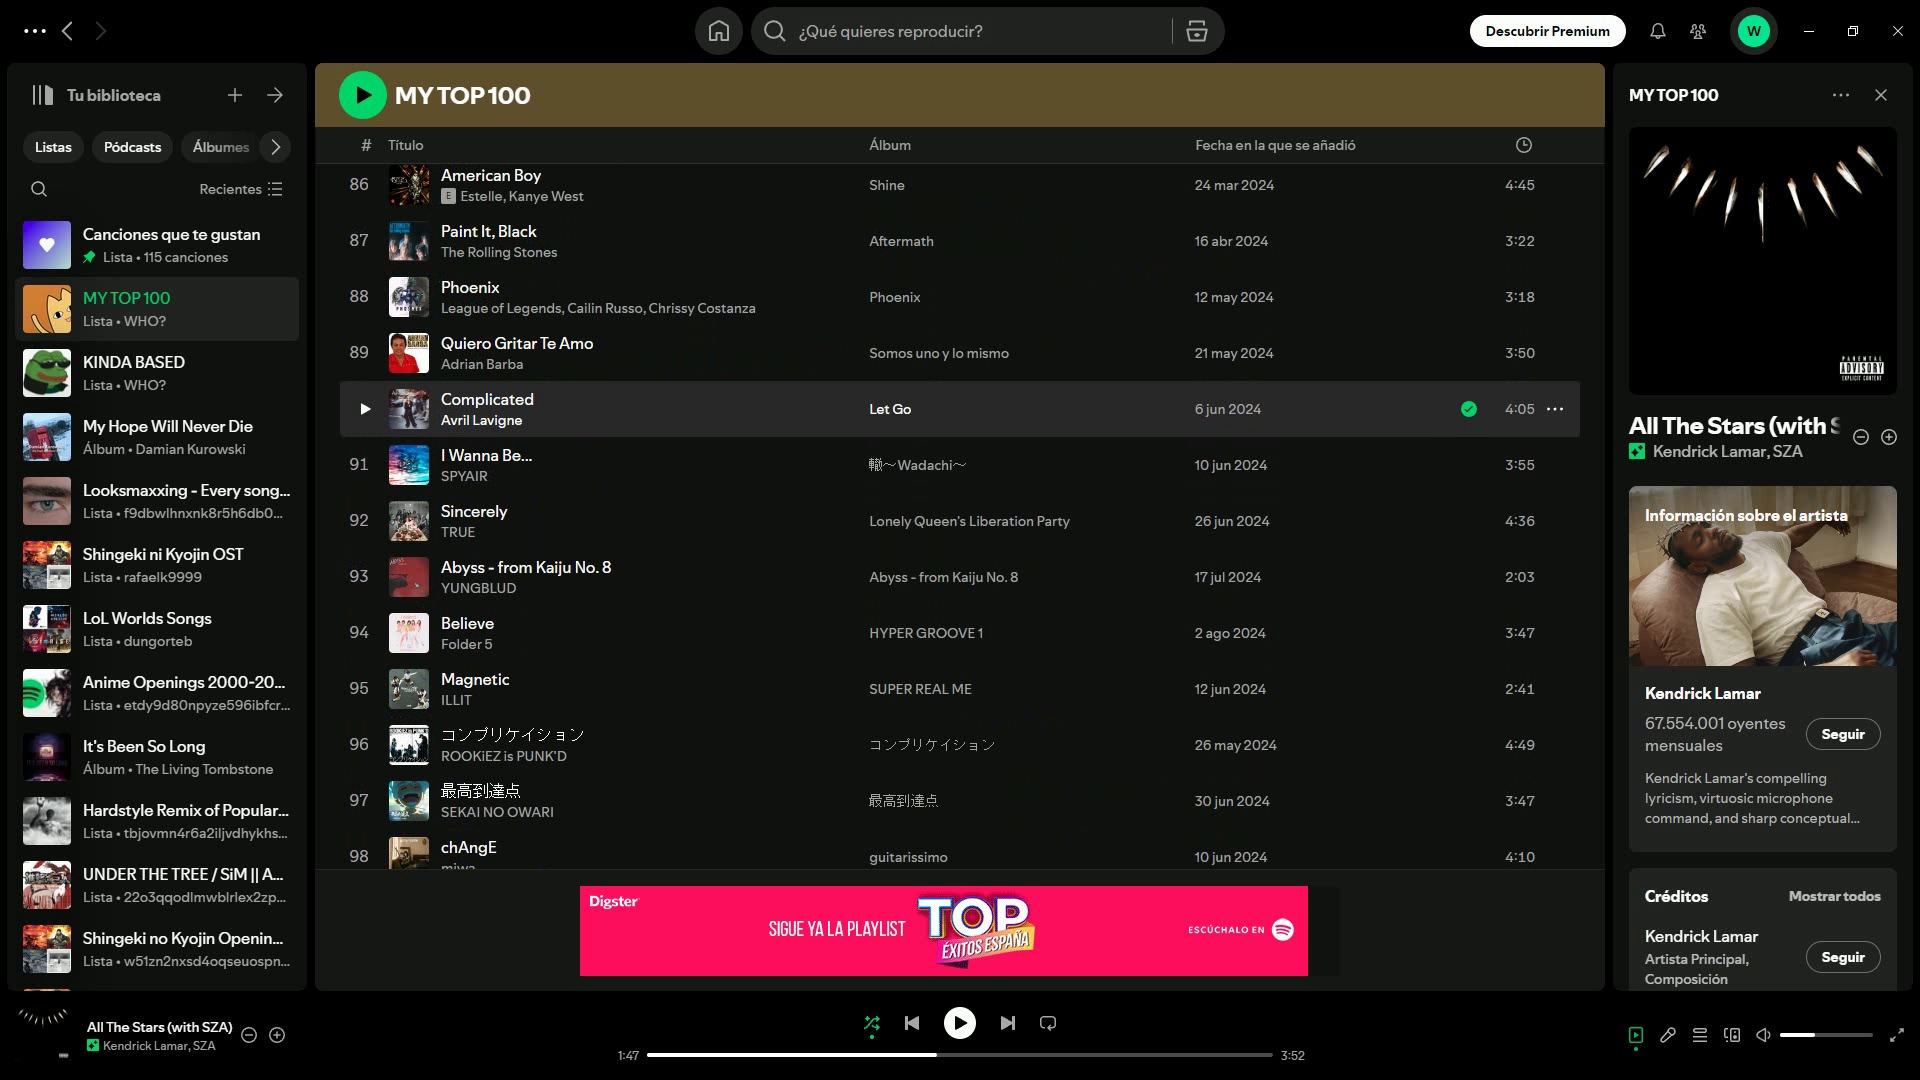 ¿Qué quieres reproducir?
Descubrir Premium
W
Tu biblioteca
Listas
Pódcasts
Álbumes
Recientes
Canciones que te gustan
Lista • 115 canciones
MY TOP 100
Lista • WHO?
KINDA BASED
Lista • WHO?
My Hope Will Never Die
Álbum • Damian Kurowski
Looksmaxxing - Every song...
Lista • f9dbwlhnxnk8r5h6db0...
Shingeki ni Kyojin OST
Lista • rafaelk9999
LoL Worlds Songs
Lista • dungorteb
Anime Openings 2000-20...
Lista • etdy9d80npyze596ibfcr...
It's Been So Long
Álbum • The Living Tombstone
Hardstyle Remix of Popular...
Lista • tbjovmn4r6a2iljvdhykhs...
UNDER THE TREE / SiM || A...
Lista • 22o3qqodlmwblrlex2zp...
Shingeki no Kyojin Openin...
Lista • w51zn2nxsd4oqseuospn...
MY TOP 100
# Título Álbum Fecha en la que se añadió
86 American Boy Shine 24 mar 2024 4:45
E Estelle, Kanye West
87 Paint It, Black Aftermath 16 abr 2024 3:22
The Rolling Stones
88 Phoenix Phoenix 12 may 2024 3:18
League of Legends, Cailin Russo, Chrissy Costanza
89 Quiero Gritar Te Amo Somos uno y lo mismo 21 may 2024 3:50
Adrian Barba
Complicated Let Go 6 jun 2024 4:05
Avril Lavigne
91 I Wanna Be... 轍〜Wadachi〜 10 jun 2024 3:55
SPYAIR
92 Sincerely Lonely Queen's Liberation Party 26 jun 2024 4:36
TRUE
93 Abyss - from Kaiju No. 8 Abyss - from Kaiju No. 8 17 jul 2024 2:03
YUNGBLUD
94 Believe HYPER GROOVE 1 2 ago 2024 3:47
Folder 5
95 Magnetic SUPER REAL ME 12 jun 2024 2:41
ILLIT
96 コンプリケイション コンプリケイション 26 may 2024 4:49
ROOKiEZ is PUNK'D
97 最高到達点 最高到達点 30 jun 2024 3:47
SEKAI NO OWARI
98 chAngE guitarissimo 10 jun 2024 4:10
miwa
Digster
SIGUE YA LA PLAYLIST
TOP
ÉXITOS ESPAÑA
ESCÚCHALO EN
MY TOP 100
PARENTAL
ADVISORY
EXPLICIT CONTENT
All The Stars (with S
Kendrick Lamar, SZA
Información sobre el artista
Kendrick Lamar
67.554.001 oyentes
mensuales
Seguir
Kendrick Lamar's compelling
lyricism, virtuosic microphone
command, and sharp conceptual...
Créditos
Mostrar todos
Kendrick Lamar
Artista Principal,
Composición
Seguir
All The Stars (with SZA)
Kendrick Lamar, SZA
1:47
3:52